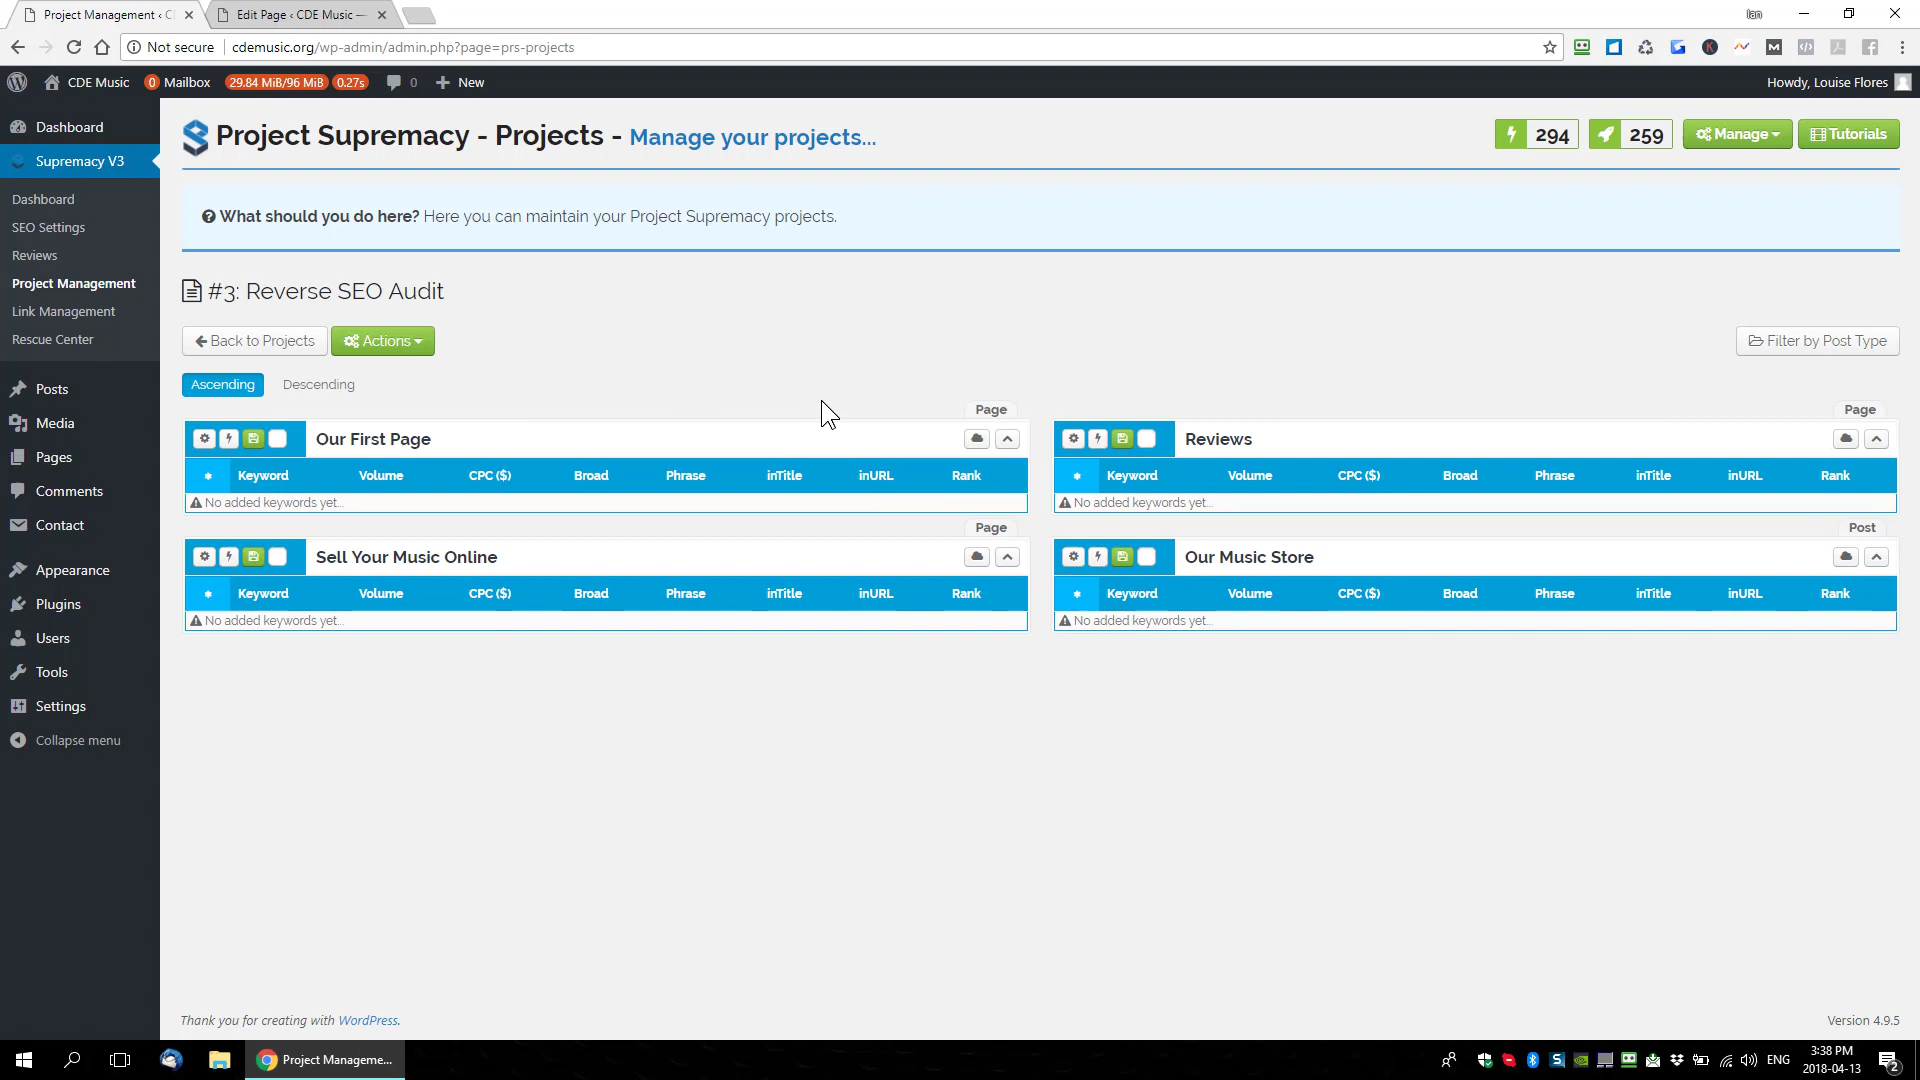 Project Management ‹ C
Edit Page ‹ CDE Music —
Ian
Not secure
cdemusic.org/wp-admin/admin.php?page=prs-projects
CDE Music
0 Mailbox
29.84 MiB/96 MiB
0.27s
0
New
Howdy, Louise Flores
Dashboard
Supremacy V3
Dashboard
SEO Settings
Reviews
Project Management
Link Management
Rescue Center
Posts
Media
Pages
Comments
Contact
Appearance
Plugins
Users
Tools
Settings
Collapse menu
Project Supremacy - Projects - Manage your projects...
294
259
Manage
Tutorials
What should you do here? Here you can maintain your Project Supremacy projects.
#3: Reverse SEO Audit
Back to Projects
Actions
Filter by Post Type
Ascending
Descending
Page
Our First Page
Keyword Volume CPC ($) Broad Phrase inTitle inURL Rank
No added keywords yet...
Page
Reviews
Keyword Volume CPC ($) Broad Phrase inTitle inURL Rank
No added keywords yet...
Page
Sell Your Music Online
Keyword Volume CPC ($) Broad Phrase inTitle inURL Rank
No added keywords yet...
Post
Our Music Store
Keyword Volume CPC ($) Broad Phrase inTitle inURL Rank
No added keywords yet...
Thank you for creating with WordPress.
Version 4.9.5
Project Manageme...
ENG
3:38 PM
2018-04-13
2